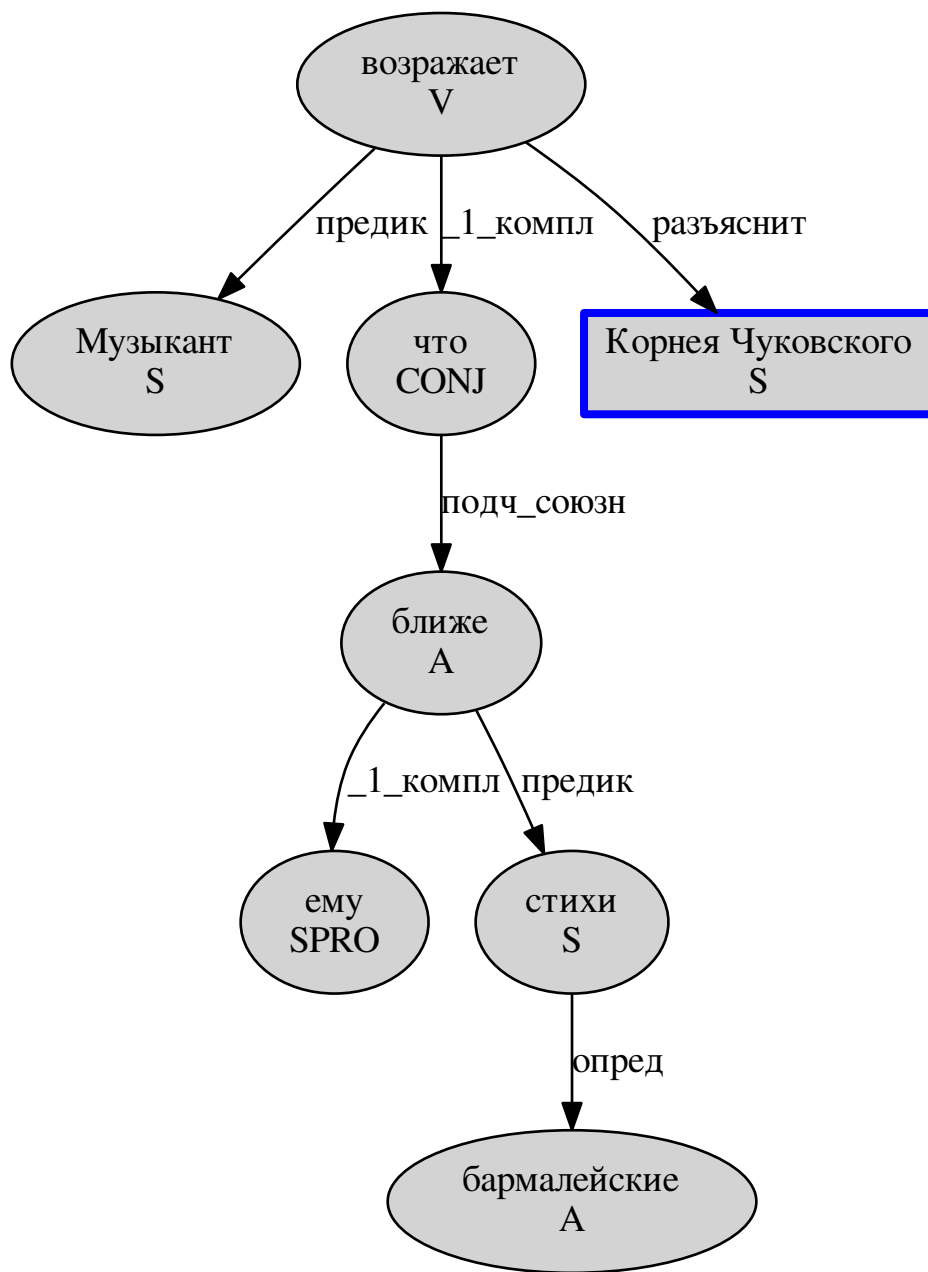 возражает
V
предик
_1_компл
разъяснит
Музыкант
S
что
CONJ
Корнея Чуковского
S
подч_союзн
ближе
A
_1_компл
предик
ему
SPRO
стихи
S
опред
бармалейские
A